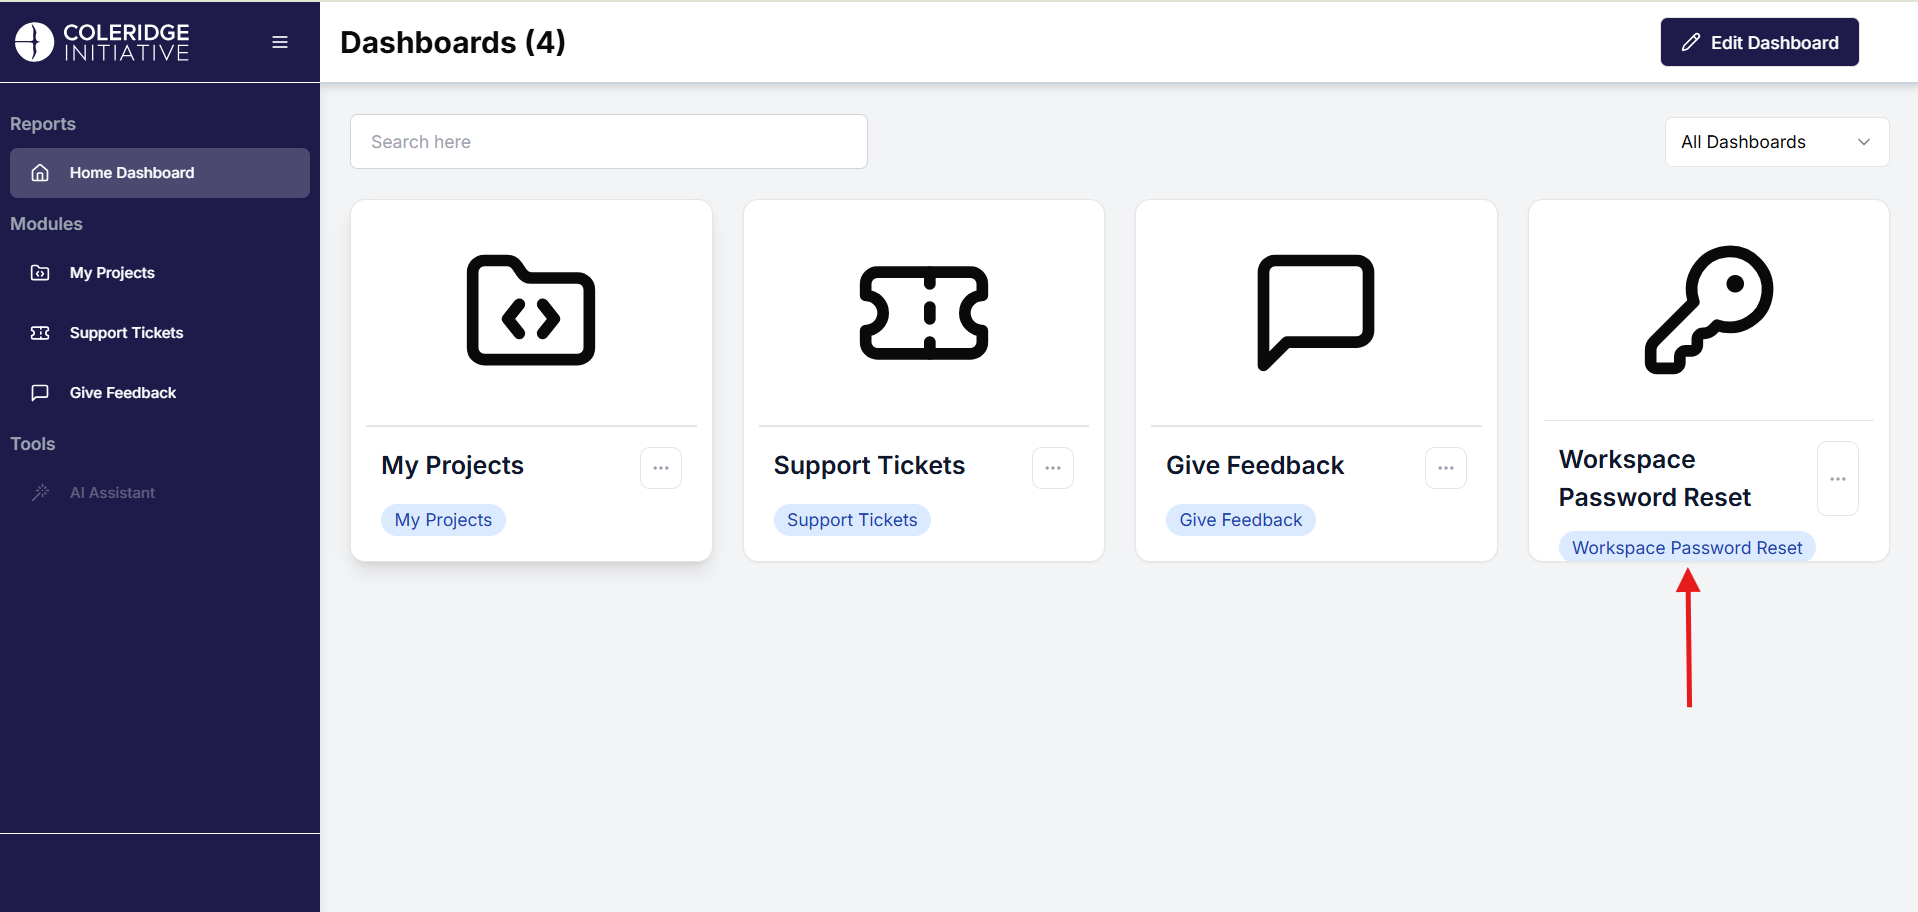 COLERIDGE
INITIATIVE
Dashboards (4)
Edit Dashboard
Reports
Home Dashboard
Modules
My Projects
Support Tickets
Give Feedback
Tools
AI Assistant
Search here
All Dashboards
My Projects
My Projects
Support Tickets
Support Tickets
Give Feedback
Give Feedback
Workspace
Password Reset
Workspace Password Reset